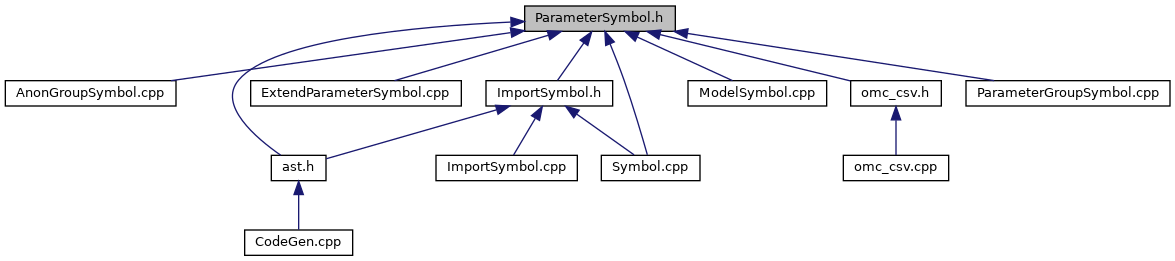 ParameterSymbol.h
AnonGroupSymbol.cpp
ExtendParameterSymbol.cpp
ImportSymbol.h
ModelSymbol.cpp
omc_csv.h
ParameterGroupSymbol.cpp
ast.h
ImportSymbol.cpp
Symbol.cpp
omc_csv.cpp
CodeGen.cpp